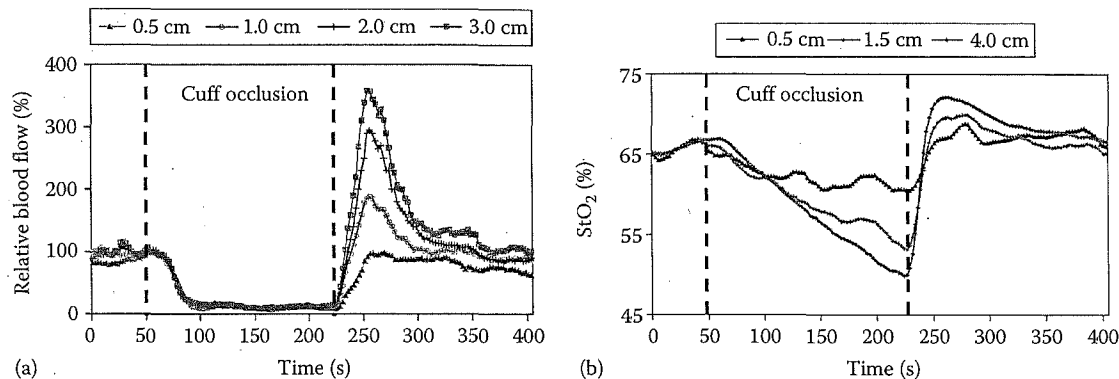 0.5 cm 1.0 cm 2.0 cm 3.0 cm
400
300
200
100
0
Relative blood flow (%)
Cuff occlusion
0 50 100 150 200 250 300 350 400
Time (s)
(a)
0.5 cm 1.5 cm 4.0 cm
75
65
55
45
StO₂ (%)
Cuff occlusion
0 50 100 150 200 250 300 350 400
Time (s)
(b)